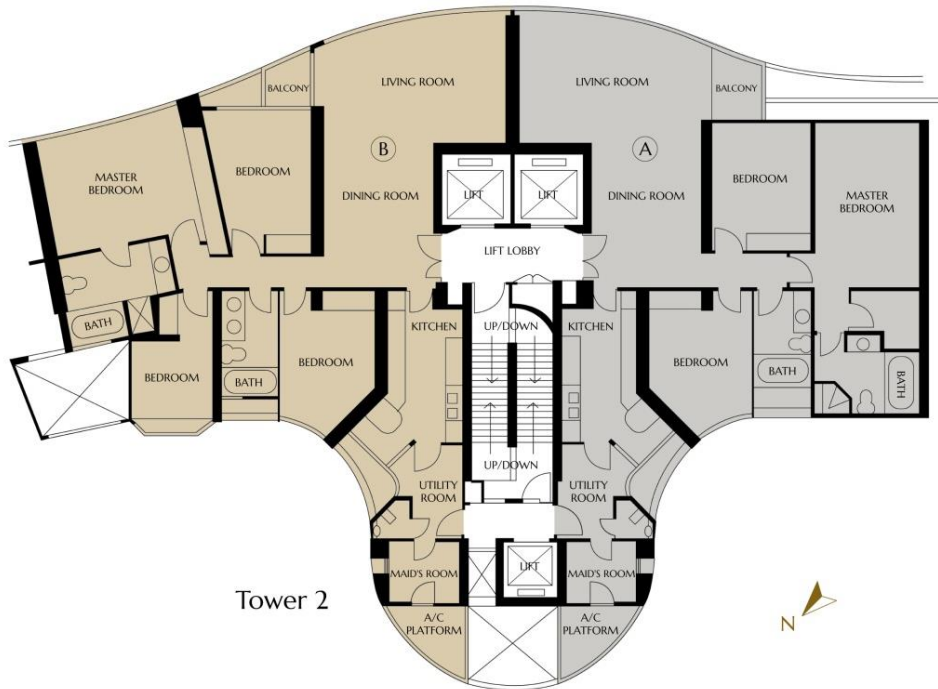 LIVING ROOM
LIVING ROOM
BALCONY
BALCONY
B
A
MASTER
BEDROOM
BEDROOM
DINING ROOM
LIFT
LIFT
DINING ROOM
BEDROOM
MASTER
BEDROOM
LIFT LOBBY
BATH
KITCHEN
UP/DOWN
KITCHEN
BEDROOM
BATH
BEDROOM
BEDROOM
BATH
BATH
UP/DOWN
UTILITY
ROOM
UTILITY
ROOM
MAID'S ROOM
LIFT
MAID'S ROOM
Tower 2
A/C
PLATFORM
A/C
PLATFORM
N